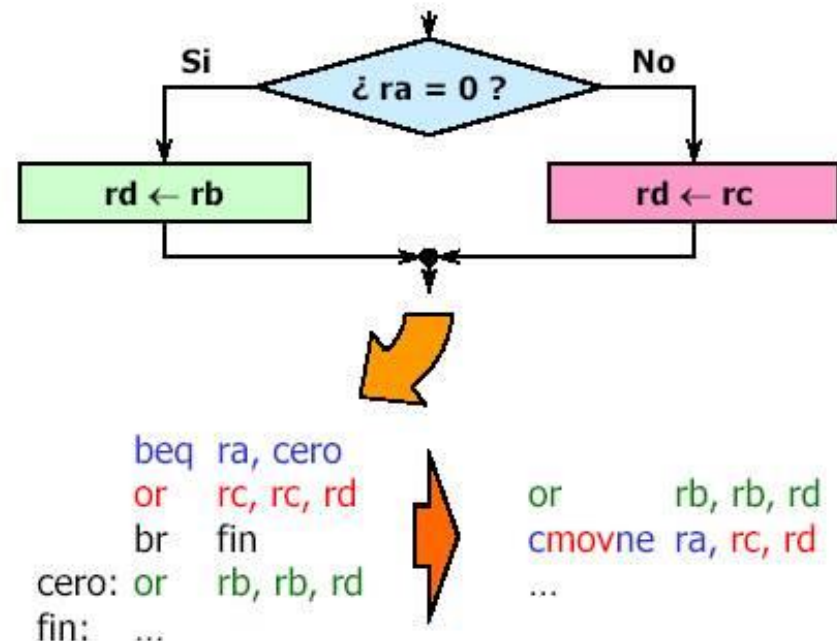 Si
No
¿ ra = 0 ?
rd ← rb
rd ← rc
beq ra, cero
or rc, rc, rd
br fin
cero: or rb, rb, rd
fin: ...
or rb, rb, rd
cmovne ra, rc, rd
...